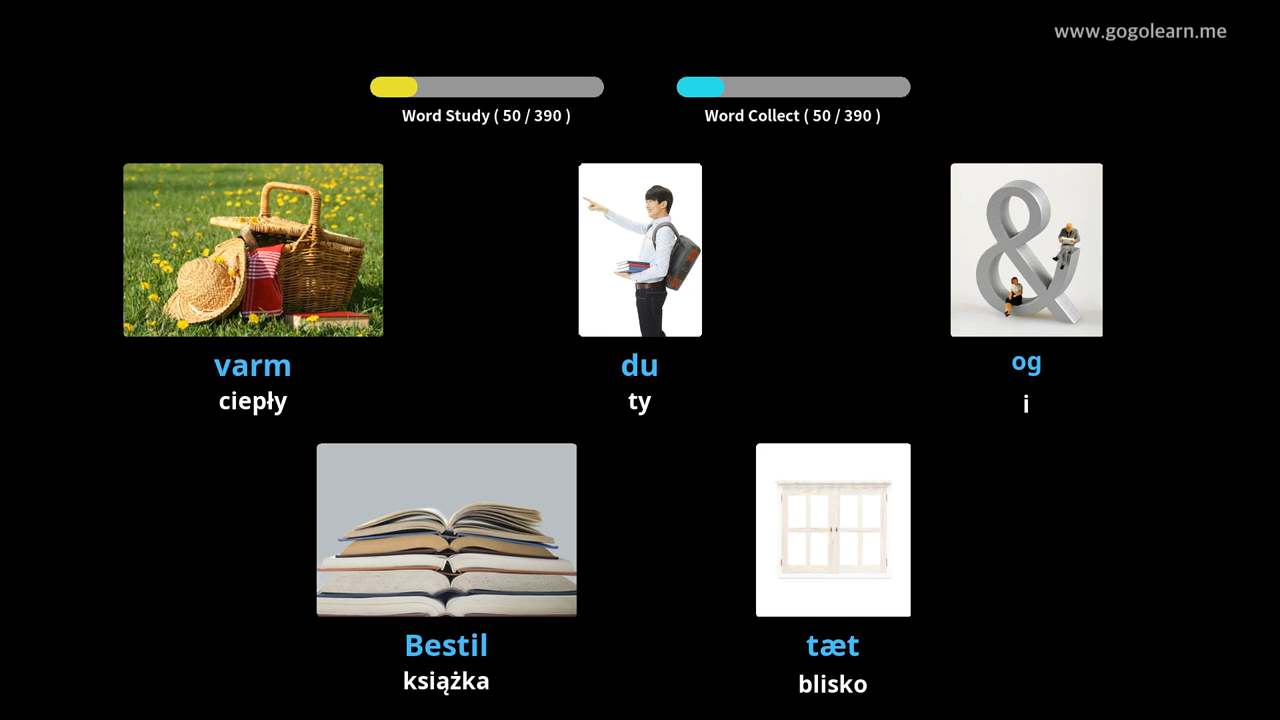 www.gogolearn.me
Word Study ( 50 / 390 )
Word Collect ( 50 / 390 )
varm
ciepły
du
ty
og
i
Bestil
książka
tæt
blisko